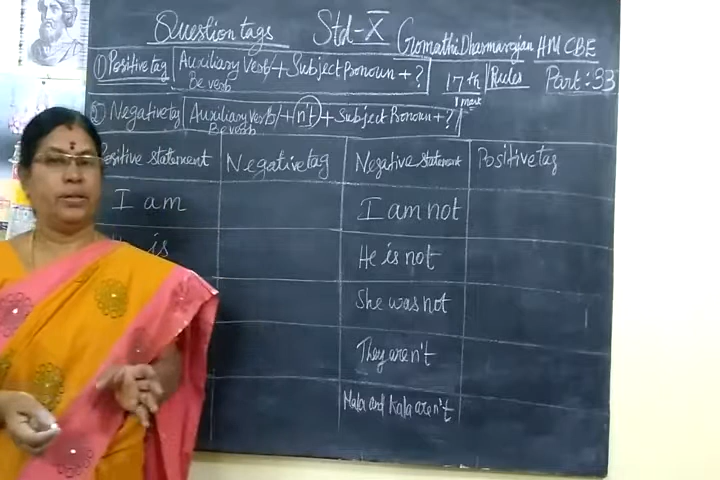 Question tags Std-X Gomathi Dharmarajan HM CBE
① Positive tag Auxiliary Verb/ + Subject Pronoun + ? 17th Rules Part: 33
Be verb 1 mark
② Negative tag Auxiliary Verb/ + n't + Subject Pronoun + ?
Be verb
Positive statement Negative tag Negative statement Positive tag
I am I am not
is He is not
She was not
They aren't
Mala and Kala aren't